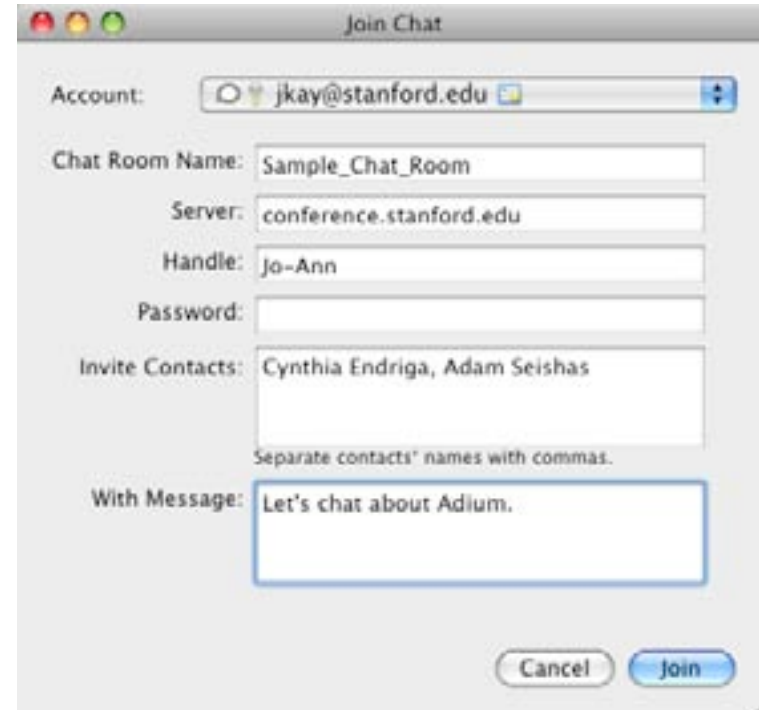 Join Chat
Account: jkay@stanford.edu
Chat Room Name: Sample_Chat_Room
Server: conference.stanford.edu
Handle: Jo-Ann
Password:
Invite Contacts: Cynthia Endriga, Adam Seishas
Separate contacts' names with commas.
With Message: Let's chat about Adium.
Cancel Join